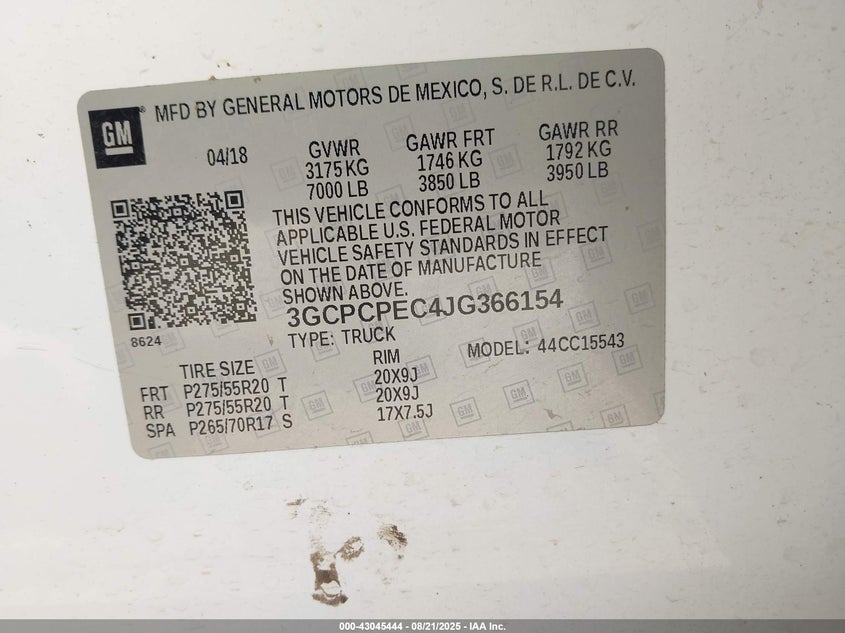 GM ® MFD BY GENERAL MOTORS DE MEXICO, S. DE R.L. DE C.V.
04/18 GVWR GAWR FRT GAWR RR
3175 KG 1746 KG 1792 KG
7000 LB 3850 LB 3950 LB
THIS VEHICLE CONFORMS TO ALL
APPLICABLE U.S. FEDERAL MOTOR
VEHICLE SAFETY STANDARDS IN EFFECT
ON THE DATE OF MANUFACTURE
SHOWN ABOVE.
8624
3GCPCPEC4JG366154
TYPE: TRUCK MODEL: 44CC15543
TIRE SIZE RIM
FRT P275/55R20 T 20X9J
RR P275/55R20 T 20X9J
SPA P265/70R17 S 17X7.5J
000-43045444 - 08/21/2025 - IAA Inc.